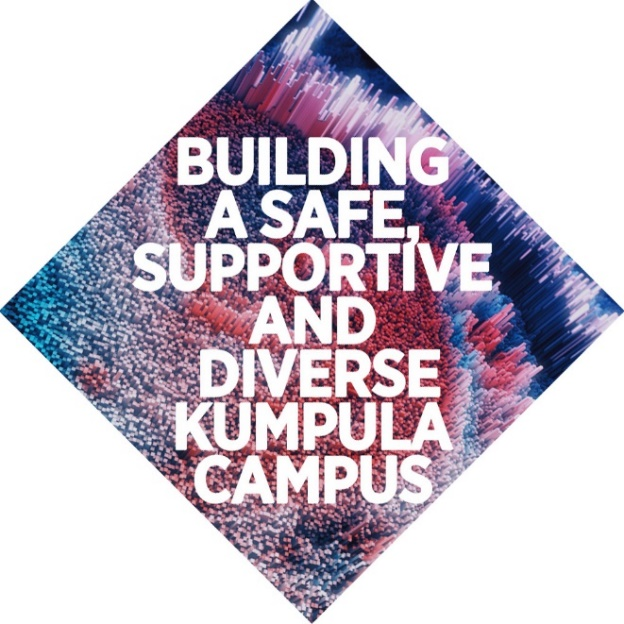 BUILDING
A SAFE,
SUPPORTIVE
AND
DIVERSE
KUMPULA
CAMPUS